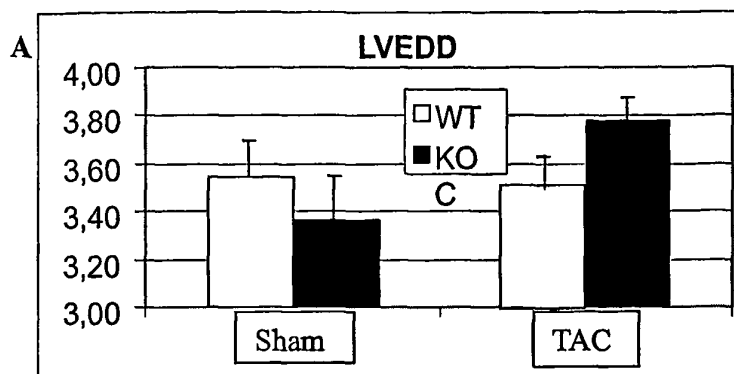 A
LVEDD
4,00
3,80
3,60
3,40
3,20
3,00
WT
KO
C
Sham
TAC